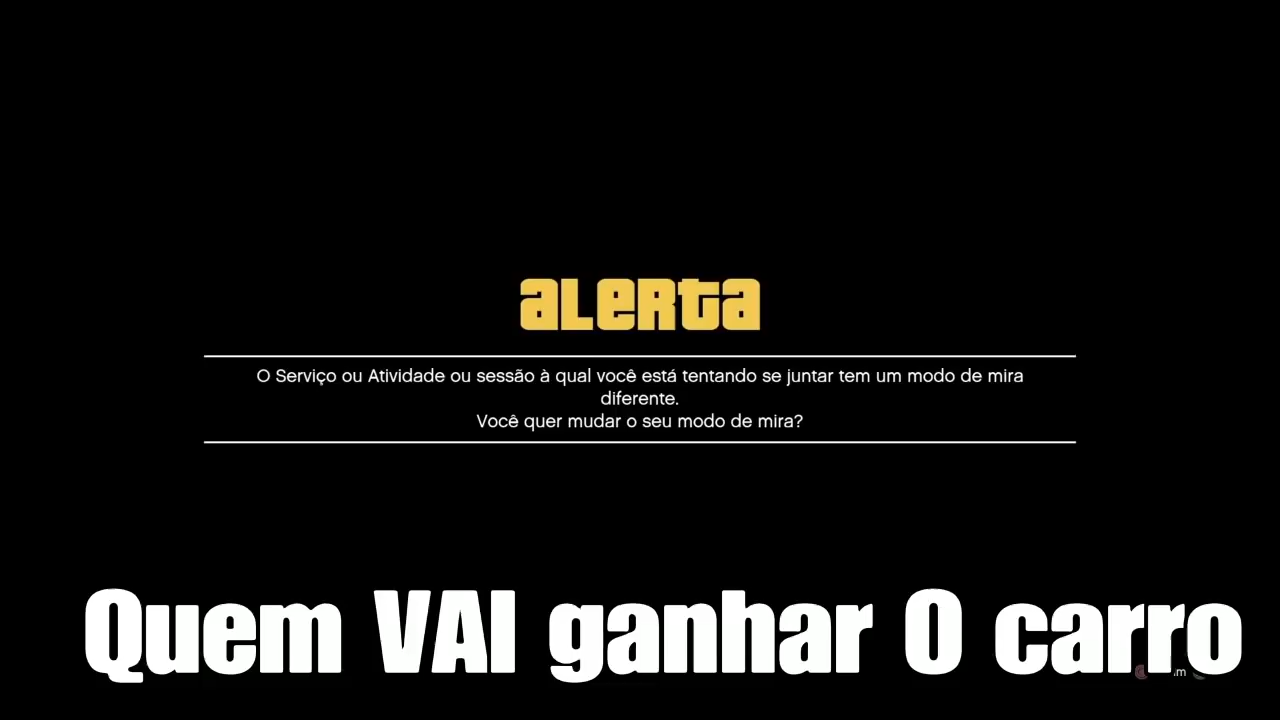 aLeRta
O Serviço ou Atividade ou sessão à qual você está tentando se juntar tem um modo de mira
diferente.
Você quer mudar o seu modo de mira?
Quem VAI ganhar O carro